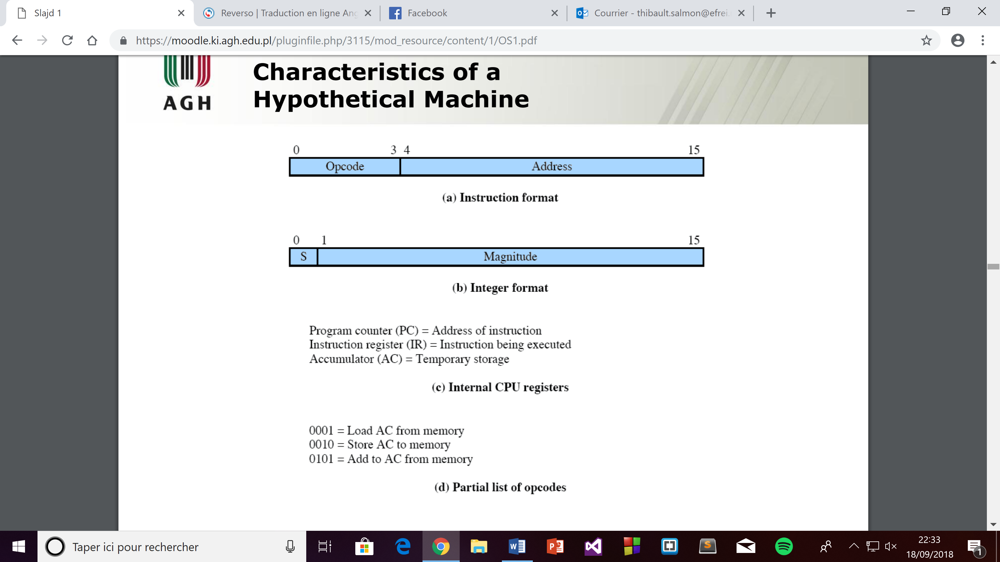 Slajd 1
Reverso | Traduction en ligne Ang
Facebook
Courrier - thibault.salmon@efrei.
https://moodle.ki.agh.edu.pl/pluginfile.php/3115/mod_resource/content/1/OS1.pdf
AGH
Characteristics of a
Hypothetical Machine
0 3 4 15
Opcode Address
(a) Instruction format
0 1 15
S Magnitude
(b) Integer format
Program counter (PC) = Address of instruction
Instruction register (IR) = Instruction being executed
Accumulator (AC) = Temporary storage
(c) Internal CPU registers
0001 = Load AC from memory
0010 = Store AC to memory
0101 = Add to AC from memory
(d) Partial list of opcodes
Taper ici pour rechercher
22:33
18/09/2018
1